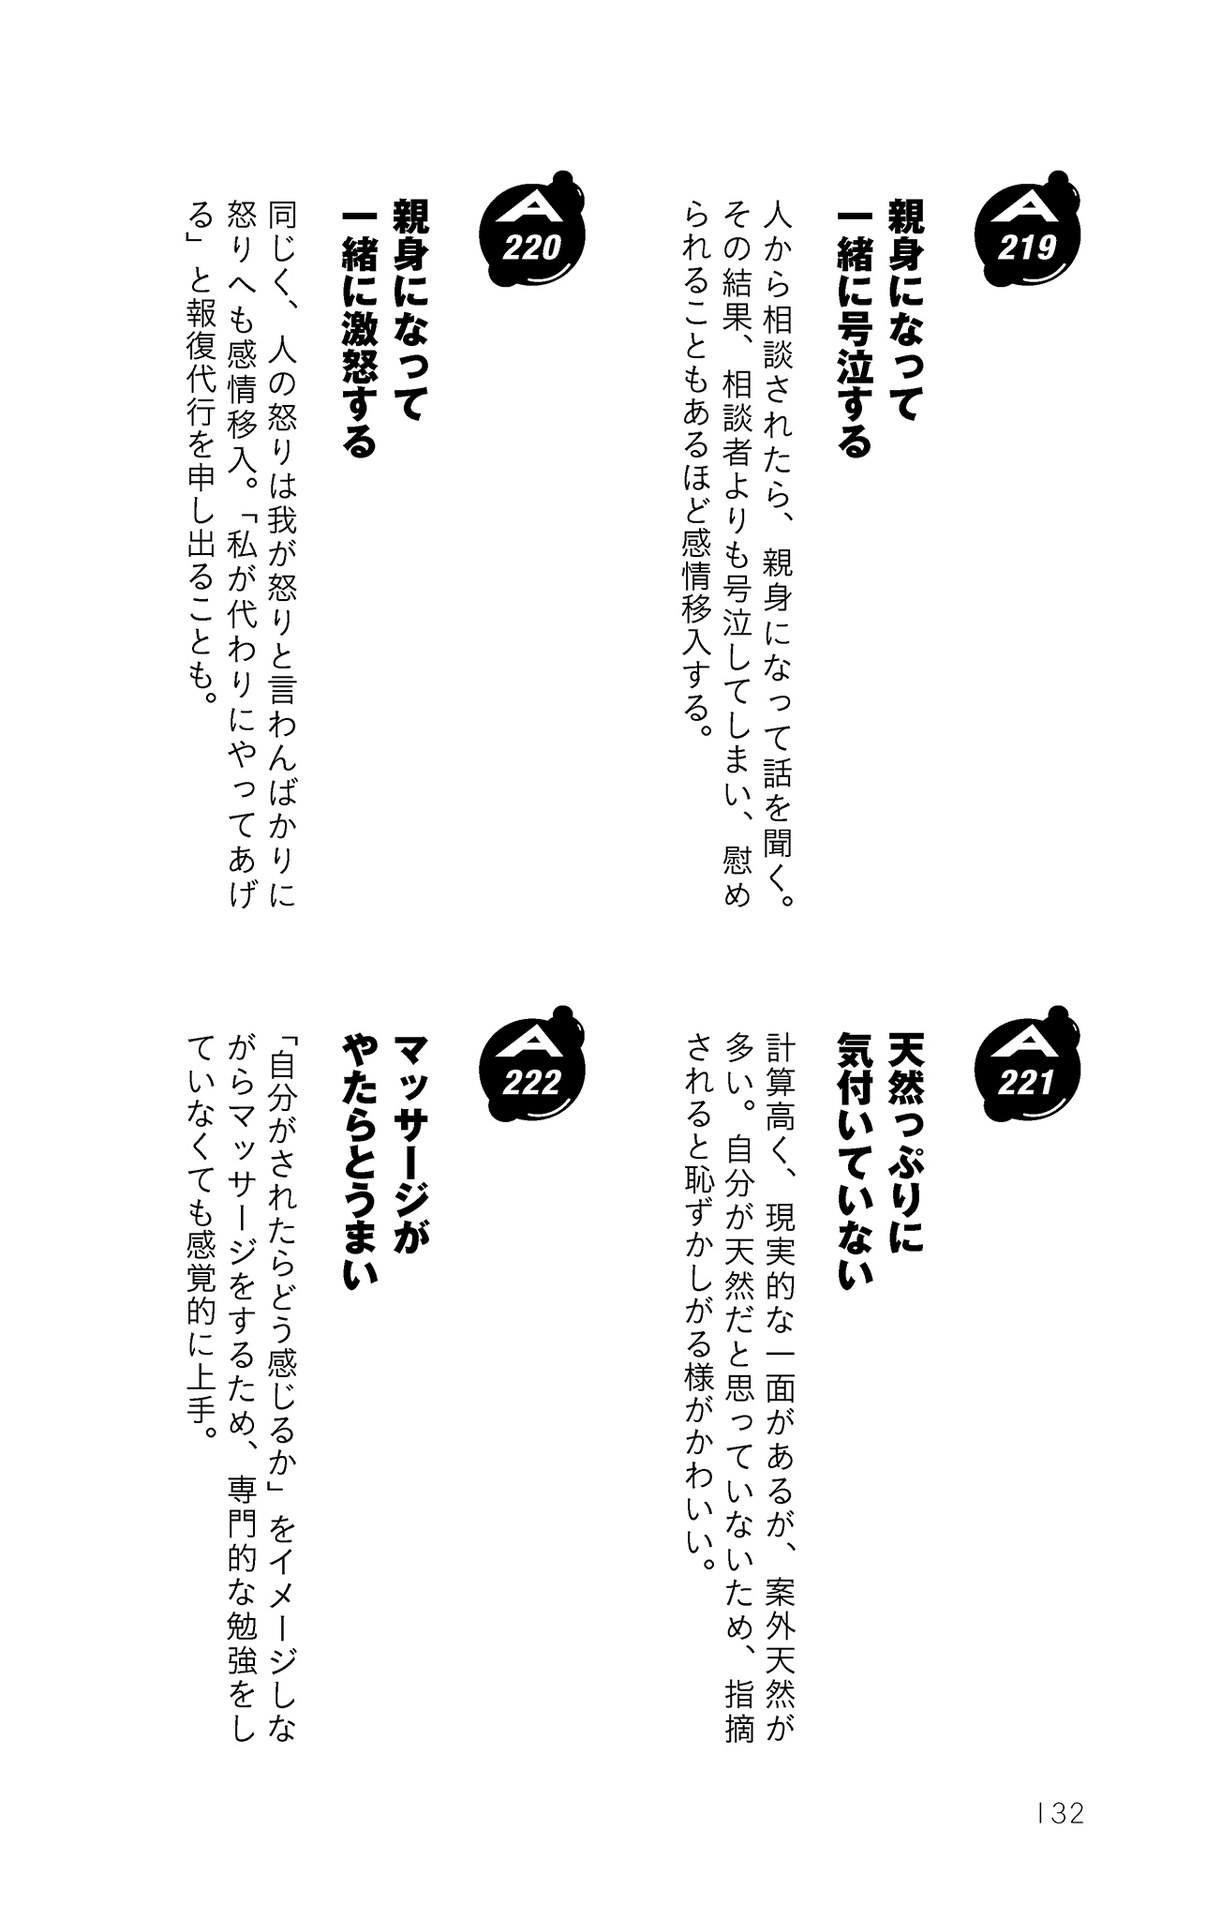 A
219
親身になって
一緒に号泣する
人から相談されたら、親身になって話を聞く。
その結果、相談者よりも号泣してしまい、慰め
られることもあるほど感情移入する。
A
220
親身になって
一緒に激怒する
同じく、人の怒りは我が怒りと言わんばかりに
怒りへも感情移入。「私が代わりにやってあげ
る」と報復代行を申し出ることも。
A
221
天然っぷりに
気付いていない
計算高く、現実的な一面があるが、案外天然が
多い。自分が天然だと思っていないため、指摘
されると恥ずかしがる様がかわいい。
A
222
マッサージが
やたらとうまい
「自分がされたらどう感じるか」をイメージしな
がらマッサージをするため、専門的な勉強をし
ていなくても感覚的に上手。
132